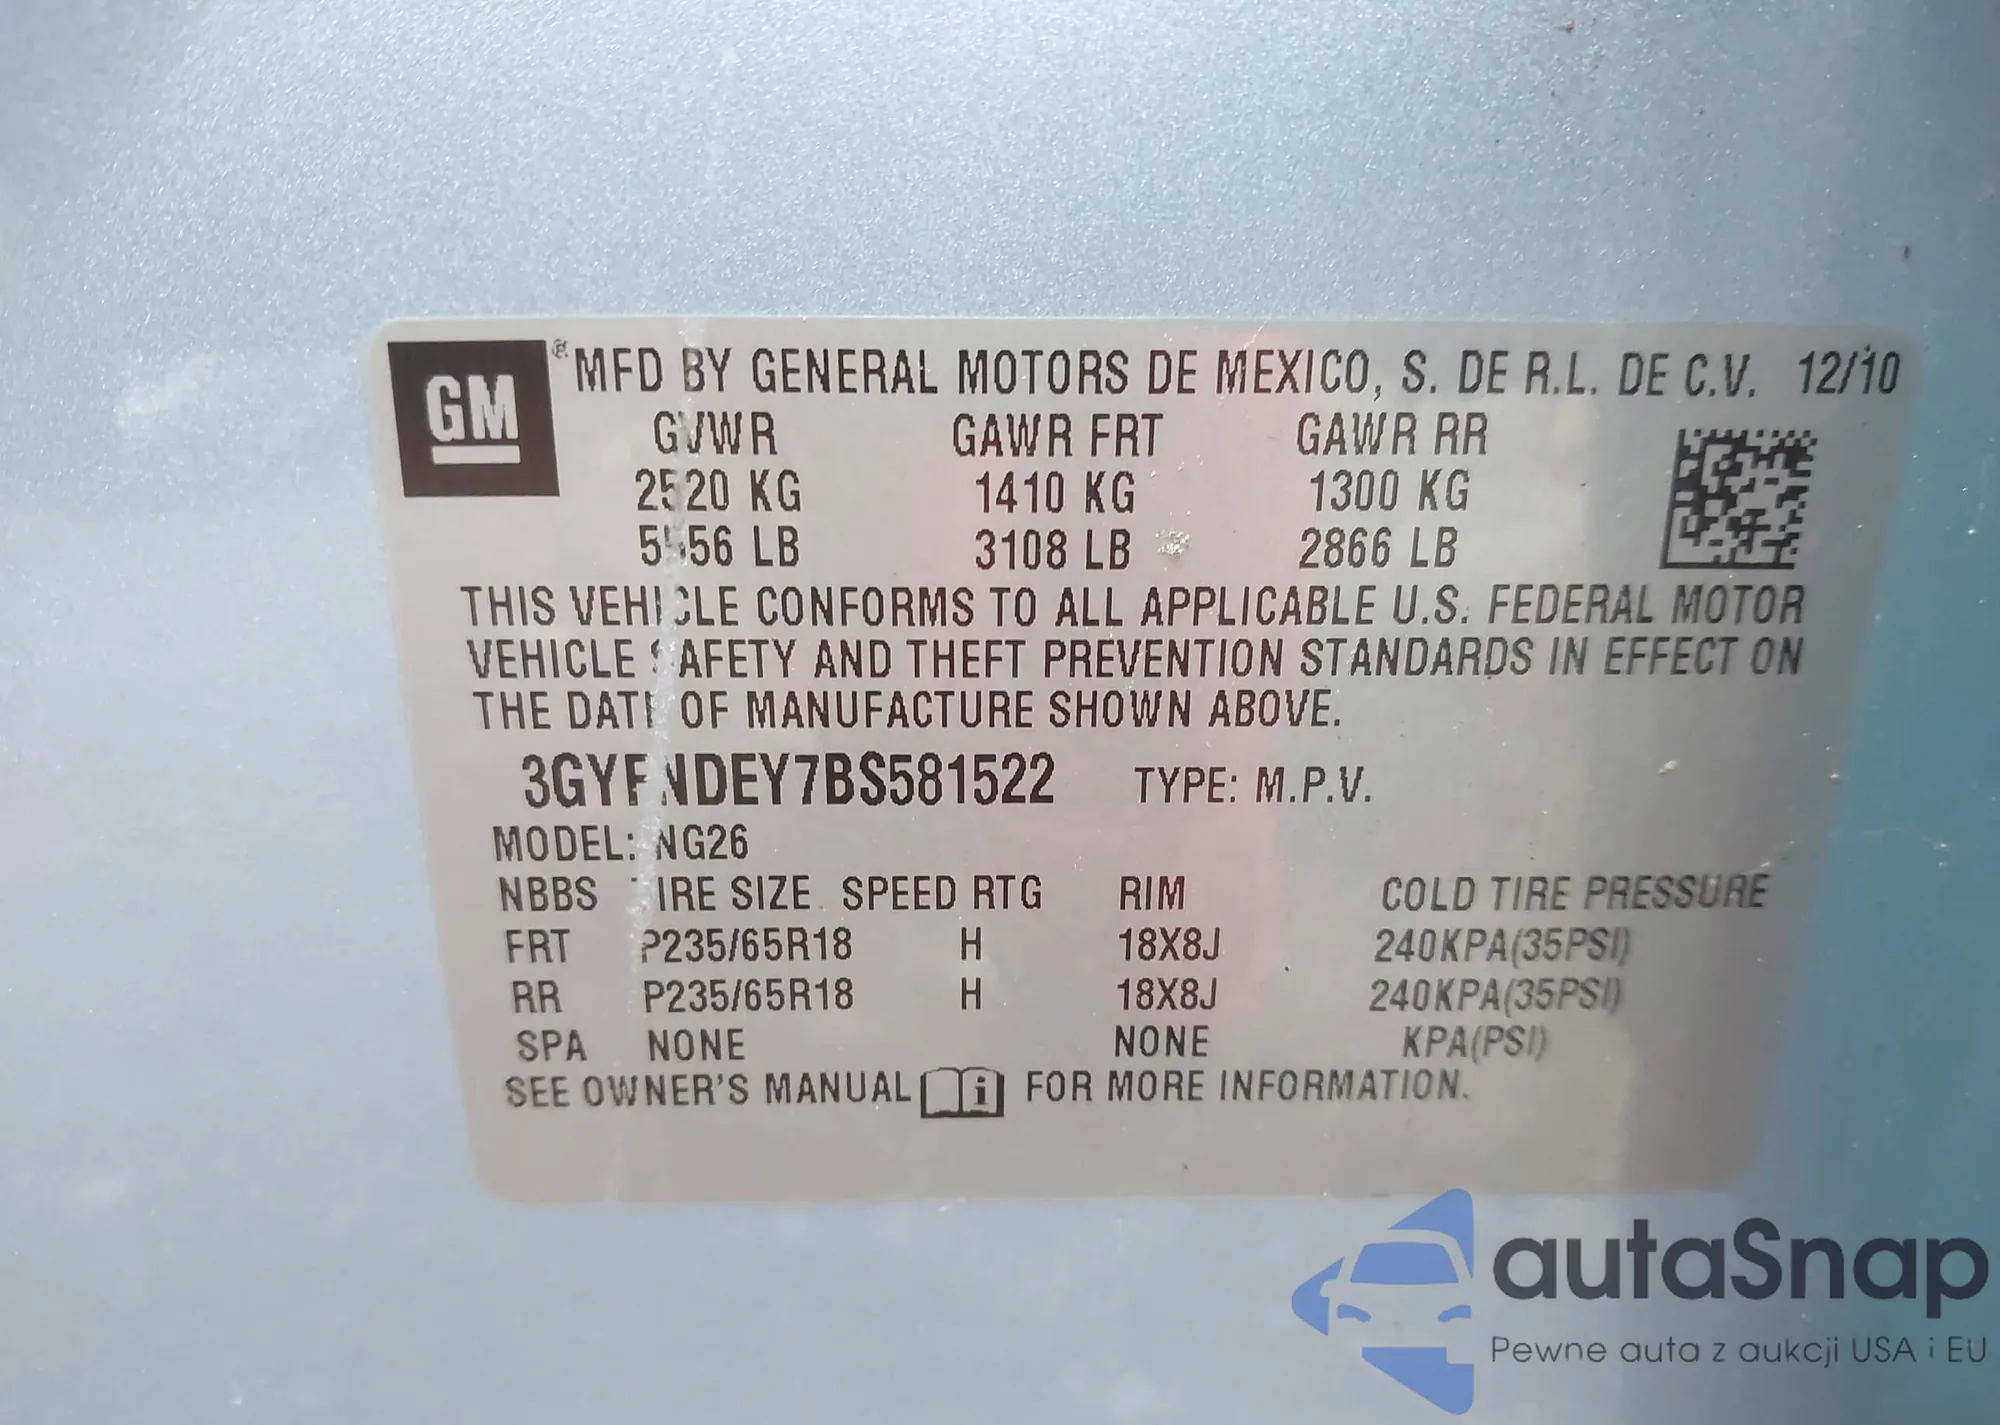 GM ® MFD BY GENERAL MOTORS DE MEXICO, S. DE R.L. DE C.V. 12/10
GVWR GAWR FRT GAWR RR
2520 KG 1410 KG 1300 KG
5556 LB 3108 LB 2866 LB
THIS VEHICLE CONFORMS TO ALL APPLICABLE U.S. FEDERAL MOTOR
VEHICLE SAFETY AND THEFT PREVENTION STANDARDS IN EFFECT ON
THE DATE OF MANUFACTURE SHOWN ABOVE.
3GYFNDEY7BS581522 TYPE: M.P.V.
MODEL: NG26
NBBS TIRE SIZE SPEED RTG RIM COLD TIRE PRESSURE
FRT P235/65R18 H 18X8J 240KPA(35PSI)
RR P235/65R18 H 18X8J 240KPA(35PSI)
SPA NONE NONE KPA(PSI)
SEE OWNER'S MANUAL i FOR MORE INFORMATION.
autaSnap
Pewne auta z aukcji USA i EU